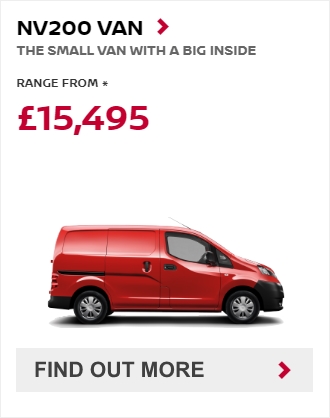 NV200 VAN
THE SMALL VAN WITH A BIG INSIDE
RANGE FROM *
£15,495
FIND OUT MORE